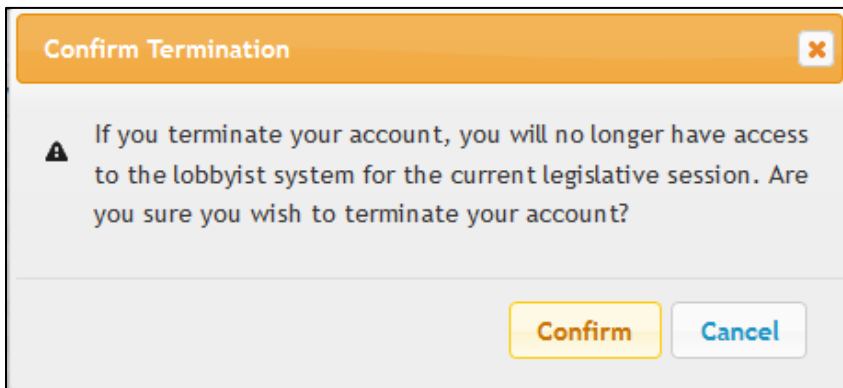 Confirm Termination
If you terminate your account, you will no longer have access
to the lobbyist system for the current legislative session. Are
you sure you wish to terminate your account?
Confirm Cancel